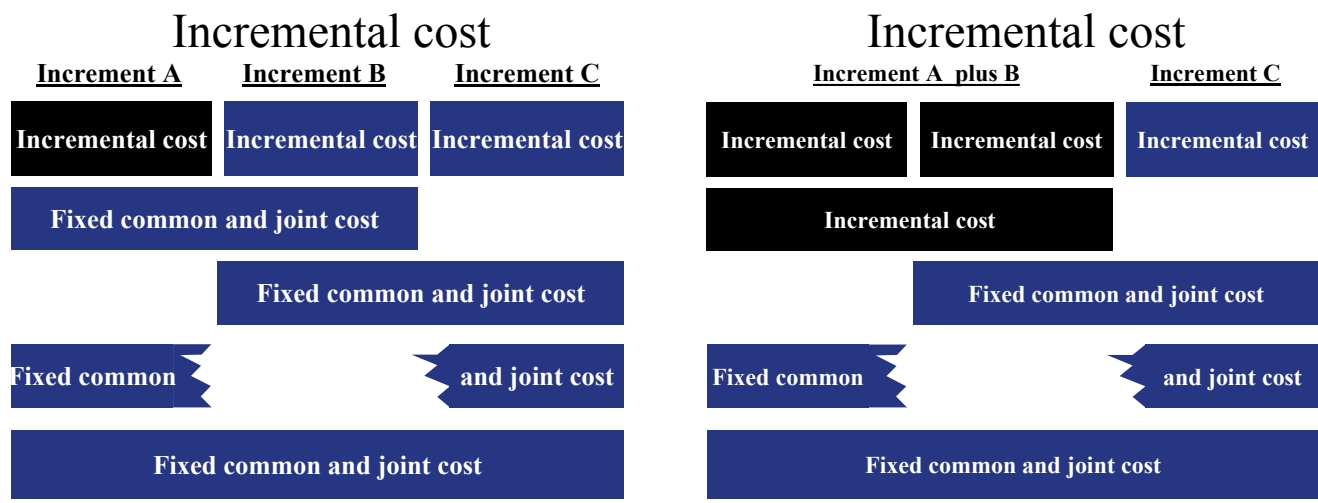 Incremental cost
Increment A Increment B Increment C
Incremental cost Incremental cost Incremental cost
Fixed common and joint cost
Fixed common and joint cost
Fixed common and joint cost
Fixed common and joint cost
Incremental cost
Increment A plus B Increment C
Incremental cost Incremental cost Incremental cost
Incremental cost
Fixed common and joint cost
Fixed common and joint cost
Fixed common and joint cost